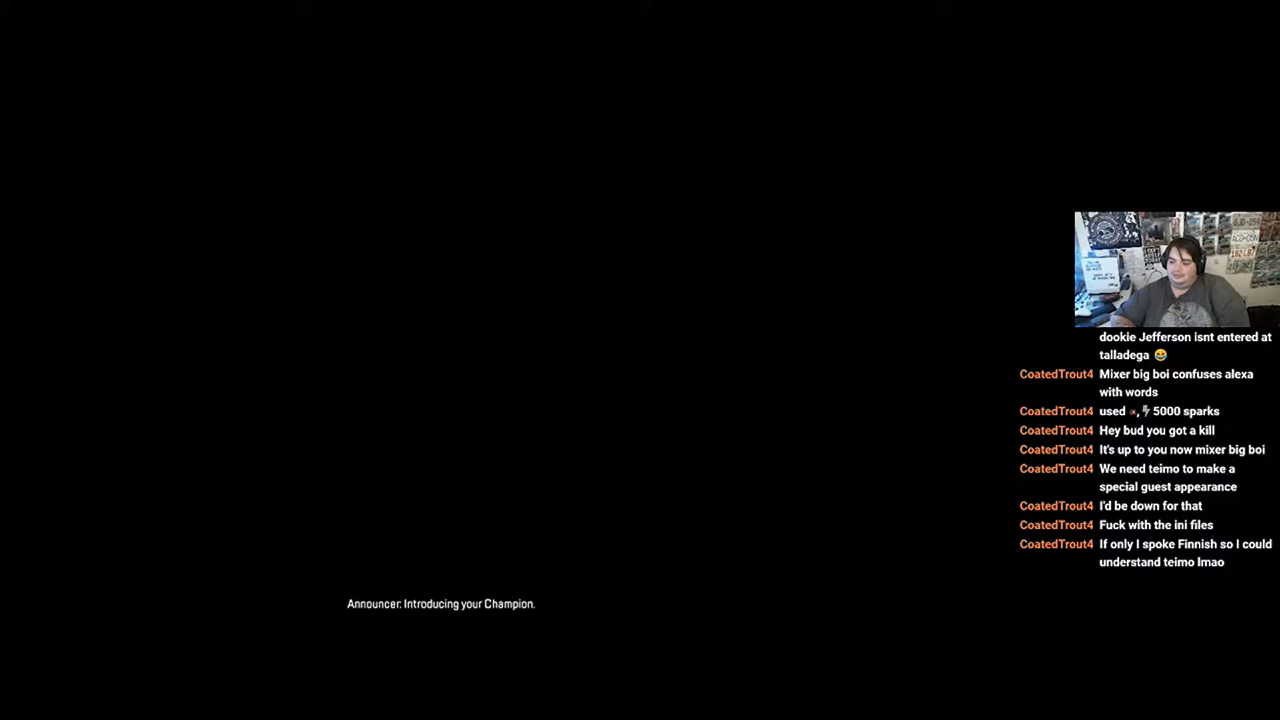 dookie Jefferson isnt entered at
talladega 😂
CoatedTrout4 Mixer big boi confuses alexa
with words
CoatedTrout4 used , 5000 sparks
CoatedTrout4 Hey bud you got a kill
CoatedTrout4 It's up to you now mixer big boi
CoatedTrout4 We need teimo to make a
special guest appearance
CoatedTrout4 I'd be down for that
CoatedTrout4 Fuck with the ini files
CoatedTrout4 If only I spoke Finnish so I could
understand teimo lmao
Announcer: Introducing your Champion.